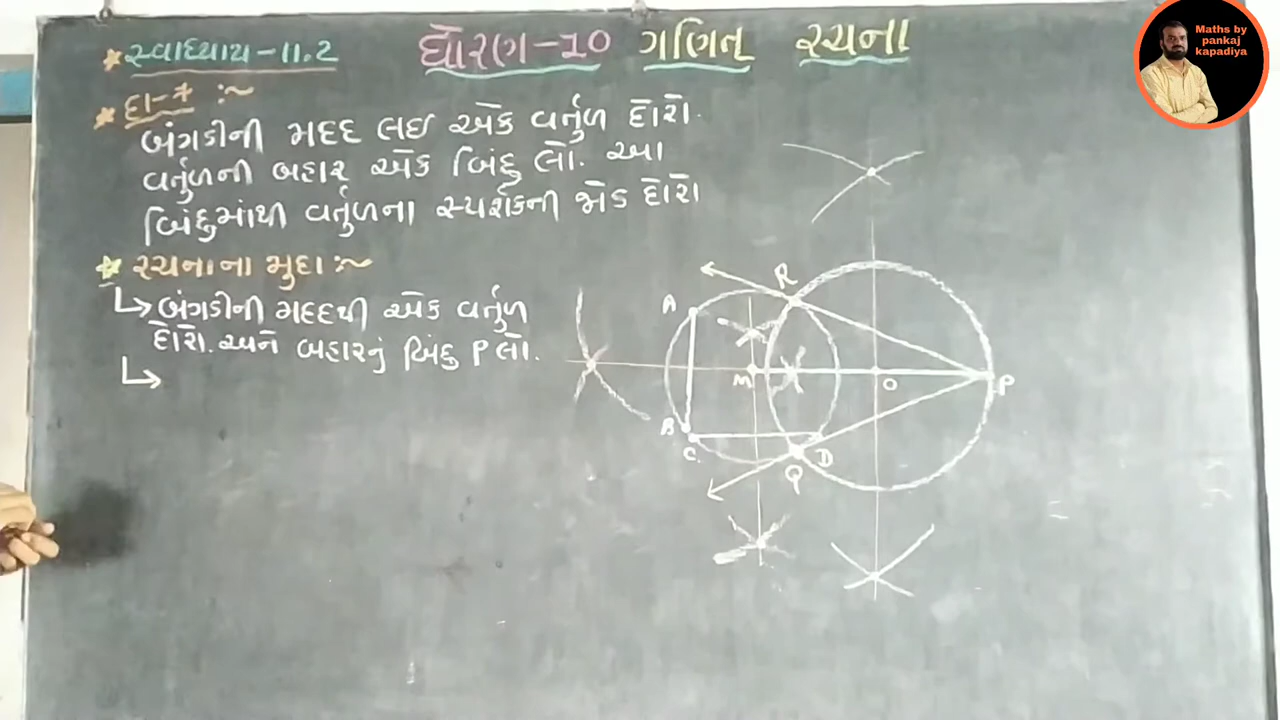 સ્વાધ્યાય-11.2
ધોરણ-10 ગણિત રચના
Maths by
pankaj
kapadiya
દા-7 :~
બંગડીની મદદ લઇ એક વર્તુળ દોરો.
વર્તુળની બહાર એક બિંદુ લો. આ
બિંદુમાંથી વર્તુળના સ્પર્શકની જોડ દોરો
રચનાના મુદા :~
↳ બંગડીની મદદથી એક વર્તુળ
દોરો. અને બહારનું બિંદુ P લો.
↳
R
A
M
O
P
B
C.
D
Q